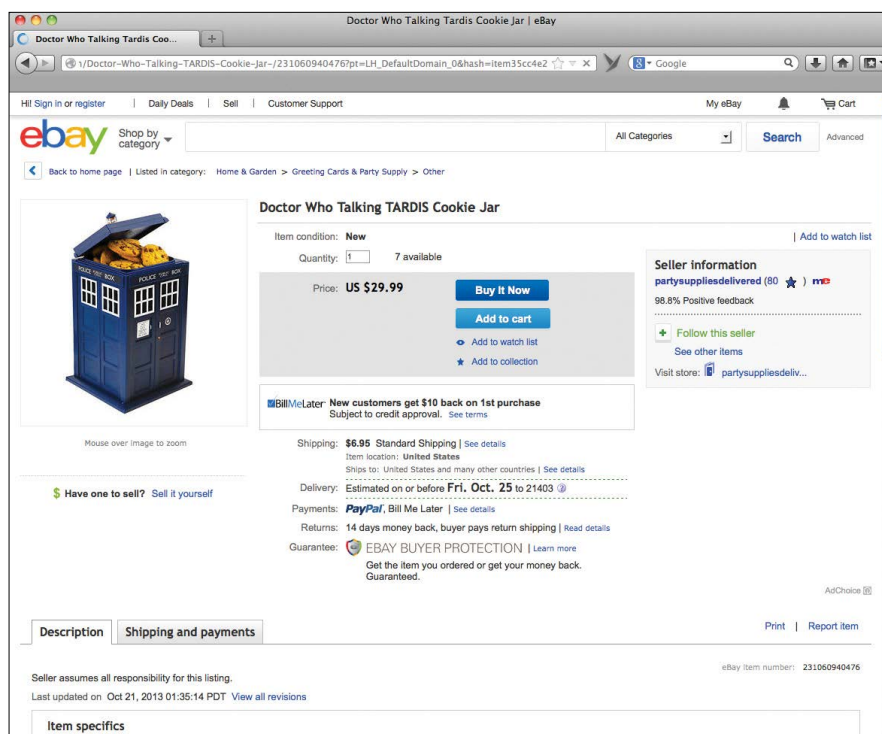 Doctor Who Talking Tardis Cookie Jar | eBay
Doctor Who Talking Tardis Coo... +
/Doctor-Who-Talking-TARDIS-Cookie-Jar-/231060940476?pt=LH_DefaultDomain_0&hash=item35cc4e2 Google
Hi! Sign in or register | Daily Deals | Sell | Customer Support My eBay Cart
ebay Shop by category All Categories Search Advanced
Back to home page | Listed in category: Home & Garden > Greeting Cards & Party Supply > Other
Doctor Who Talking TARDIS Cookie Jar
POLICE BOX POLICE BOX
Mouse over image to zoom
$ Have one to sell? Sell it yourself
Item condition: New
| Add to watch list
Quantity: 1 7 available
Price: US $29.99
Buy It Now
Add to cart
Add to watch list
Add to collection
Seller information
partysuppliesdelivered (80 ) me
98.8% Positive feedback
+ Follow this seller
See other items
Visit store: partysuppliesdeliv...
BillMeLater New customers get $10 back on 1st purchase
Subject to credit approval. See terms
Shipping: $6.95 Standard Shipping | See details
Item location: United States
Ships to: United States and many other countries | See details
Delivery: Estimated on or before Fri. Oct. 25 to 21403
Payments: PayPal, Bill Me Later | See details
Returns: 14 days money back, buyer pays return shipping | Read details
Guarantee: EBAY BUYER PROTECTION | Learn more
Get the item you ordered or get your money back.
Guaranteed.
AdChoice
Description Shipping and payments Print | Report item
eBay item number: 231060940476
Seller assumes all responsibility for this listing.
Last updated on Oct 21, 2013 01:35:14 PDT View all revisions
Item specifics